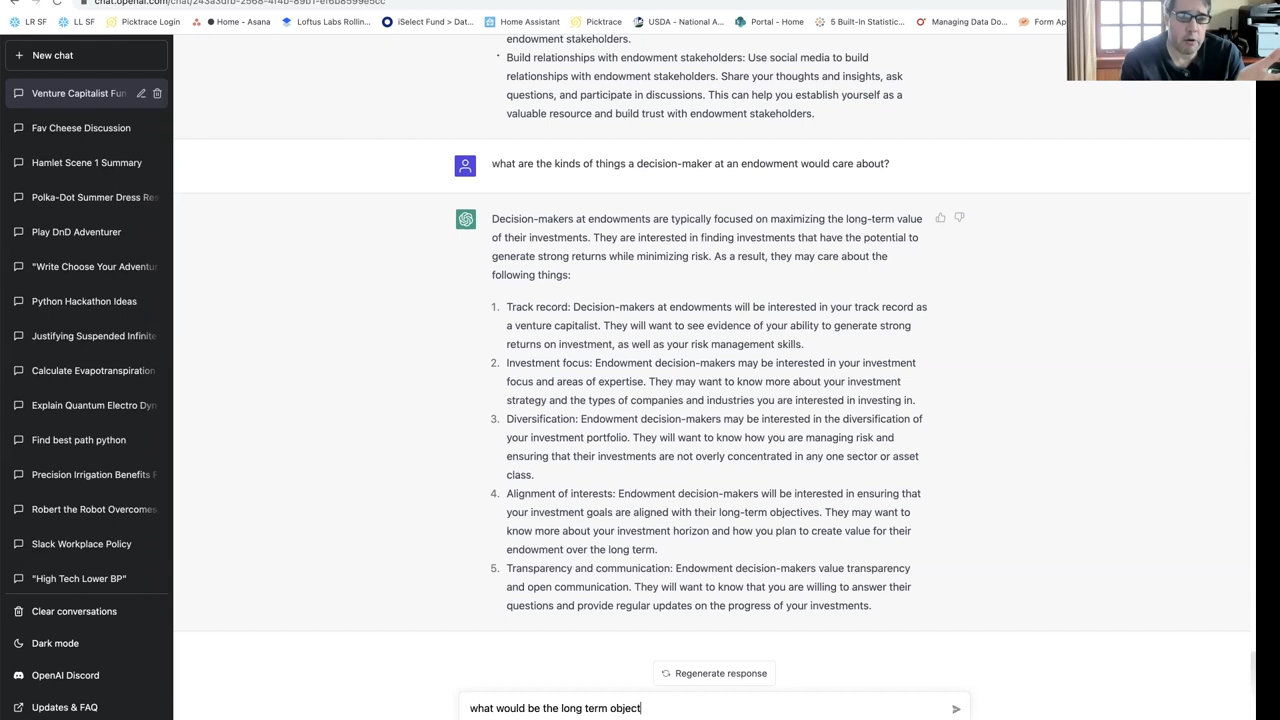 chat.openai.com/chat/243a3dfb-2568-4f4b-89b1-ef6b8599e5cc
LR SF
LL SF
Picktrace Login
Home - Asana
Loftus Labs Rollin...
iSelect Fund > Dat...
Home Assistant
Picktrace
USDA - National A...
Portal - Home
5 Built-In Statistic...
Managing Data Do...
Form Ap
New chat
Venture Capitalist Fun
Fav Cheese Discussion
Hamlet Scene 1 Summary
Polka-Dot Summer Dress Res
Play DnD Adventurer
"Write Choose Your Adventur
Python Hackathon Ideas
Justifying Suspended Infinite
Calculate Evapotranspiration
Explain Quantum Electro Dyn
Find best path python
Precision Irrigation Benefits F
Robert the Robot Overcomes
Slack Workplace Policy
"High Tech Lower BP"
Clear conversations
Dark mode
OpenAI Discord
Updates & FAQ
endowment stakeholders.
• Build relationships with endowment stakeholders: Use social media to build
relationships with endowment stakeholders. Share your thoughts and insights, ask
questions, and participate in discussions. This can help you establish yourself as a
valuable resource and build trust with endowment stakeholders.
what are the kinds of things a decision-maker at an endowment would care about?
Decision-makers at endowments are typically focused on maximizing the long-term value
of their investments. They are interested in finding investments that have the potential to
generate strong returns while minimizing risk. As a result, they may care about the
following things:
1. Track record: Decision-makers at endowments will be interested in your track record as
a venture capitalist. They will want to see evidence of your ability to generate strong
returns on investment, as well as your risk management skills.
2. Investment focus: Endowment decision-makers may be interested in your investment
focus and areas of expertise. They may want to know more about your investment
strategy and the types of companies and industries you are interested in investing in.
3. Diversification: Endowment decision-makers may be interested in the diversification of
your investment portfolio. They will want to know how you are managing risk and
ensuring that their investments are not overly concentrated in any one sector or asset
class.
4. Alignment of interests: Endowment decision-makers will be interested in ensuring that
your investment goals are aligned with their long-term objectives. They may want to
know more about your investment horizon and how you plan to create value for their
endowment over the long term.
5. Transparency and communication: Endowment decision-makers value transparency
and open communication. They will want to know that you are willing to answer their
questions and provide regular updates on the progress of your investments.
Regenerate response
what would be the long term object